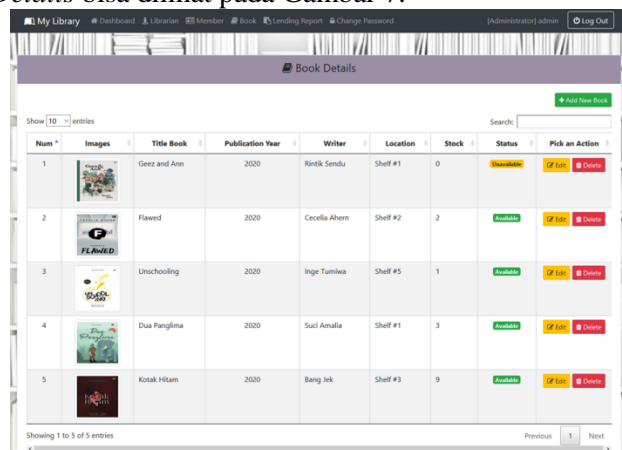 Details bisa dilihat pada Gambar 7.
My Library Dashboard Librarian Member Book Lending Report Change Password [Administrator] admin Log Out
Book Details
+ Add New Book
Show 10 entries Search:
Num Images Title Book Publication Year Writer Location Stock Status Pick an Action
1 Geez and Ann 2020 Rintik Sendu Shelf #1 0 Unavailable Edit Delete
2 FLAWED Flawed 2020 Cecelia Ahern Shelf #2 2 Available Edit Delete
3 Unschooling 2020 Inge Tumiwa Shelf #5 1 Available Edit Delete
4 Dua Panglima Dua Panglima 2020 Suci Amalia Shelf #1 3 Available Edit Delete
5 Kotak Hitam 2020 Bang Jek Shelf #3 9 Available Edit Delete
Showing 1 to 5 of 5 entries Previous 1 Next